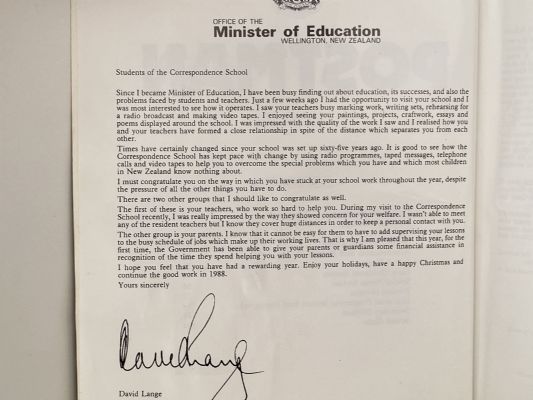 OFFICE OF THE
Minister of Education
WELLINGTON, NEW ZEALAND
Students of the Correspondence School
Since I became Minister of Education, I have been busy finding out about education, its successes, and also the
problems faced by students and teachers. Just a few weeks ago I had the opportunity to visit your school and I
was most interested to see how it operates. I saw your teachers busy marking work, writing sets, rehearsing for
a radio broadcast and making video tapes. I enjoyed seeing your paintings, projects, craftwork, essays and
poems displayed around the school. I was impressed with the quality of the work I saw and I realised how you
and your teachers have formed a close relationship in spite of the distance which separates you from each
other.
Times have certainly changed since your school was set up sixty-five years ago. It is good to see how the
Correspondence School has kept pace with change by using radio programmes, taped messages, telephone
calls and video tapes to help you to overcome the special problems which you have and which most children
in New Zealand know nothing about.
I must congratulate you on the way in which you have stuck at your school work throughout the year, despite
the pressure of all the other things you have to do.
There are two other groups that I should like to congratulate as well.
The first of these is your teachers, who work so hard to help you. During my visit to the Correspondence
School recently, I was really impressed by the way they showed concern for your welfare. I wasn't able to meet
any of the resident teachers but I know they cover huge distances in order to keep a personal contact with you.
The other group is your parents. I know that it cannot be easy for them to have to add supervising your lessons
to the busy schedule of jobs which make up their working lives. That is why I am pleased that this year, for the
first time, the Government has been able to give your parents or guardians some financial assistance in
recognition of the time they spend helping you with your lessons.
I hope you feel that you have had a rewarding year. Enjoy your holidays, have a happy Christmas and
continue the good work in 1988.
Yours sincerely
David Lange
David Lange